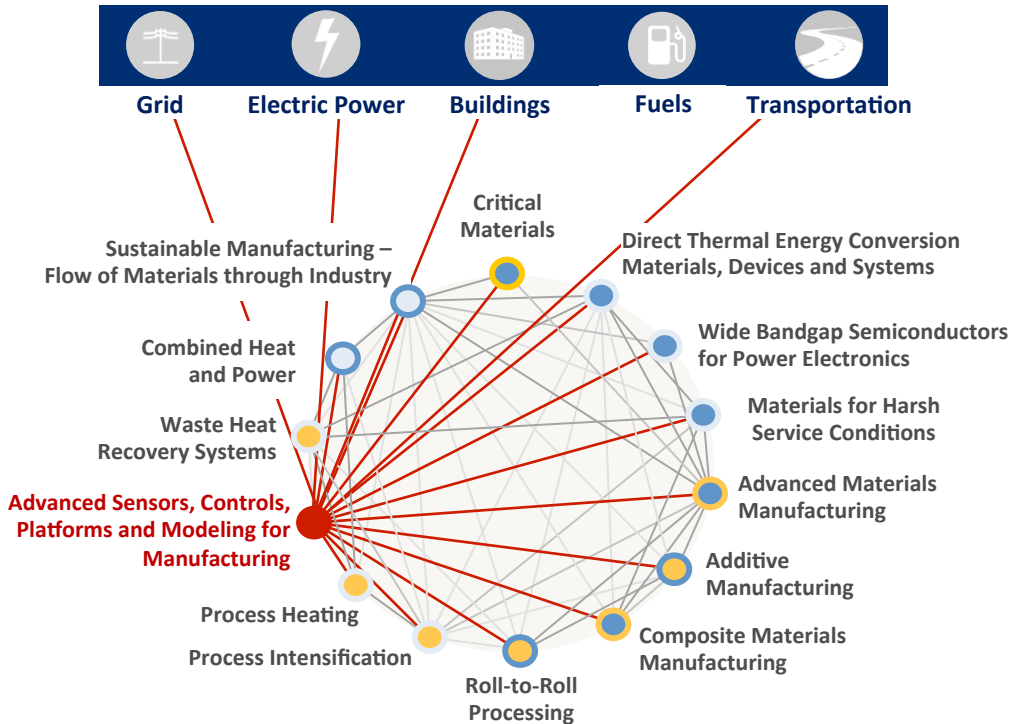 Grid
Electric Power
Buildings
Fuels
Transportation
Critical
Materials
Sustainable Manufacturing –
Flow of Materials through Industry
Direct Thermal Energy Conversion
Materials, Devices and Systems
Combined Heat
and Power
Wide Bandgap Semiconductors
for Power Electronics
Waste Heat
Recovery Systems
Materials for Harsh
Service Conditions
Advanced Sensors, Controls,
Platforms and Modeling for
Manufacturing
Advanced Materials
Manufacturing
Additive
Manufacturing
Process Heating
Process Intensification
Composite Materials
Manufacturing
Roll-to-Roll
Processing